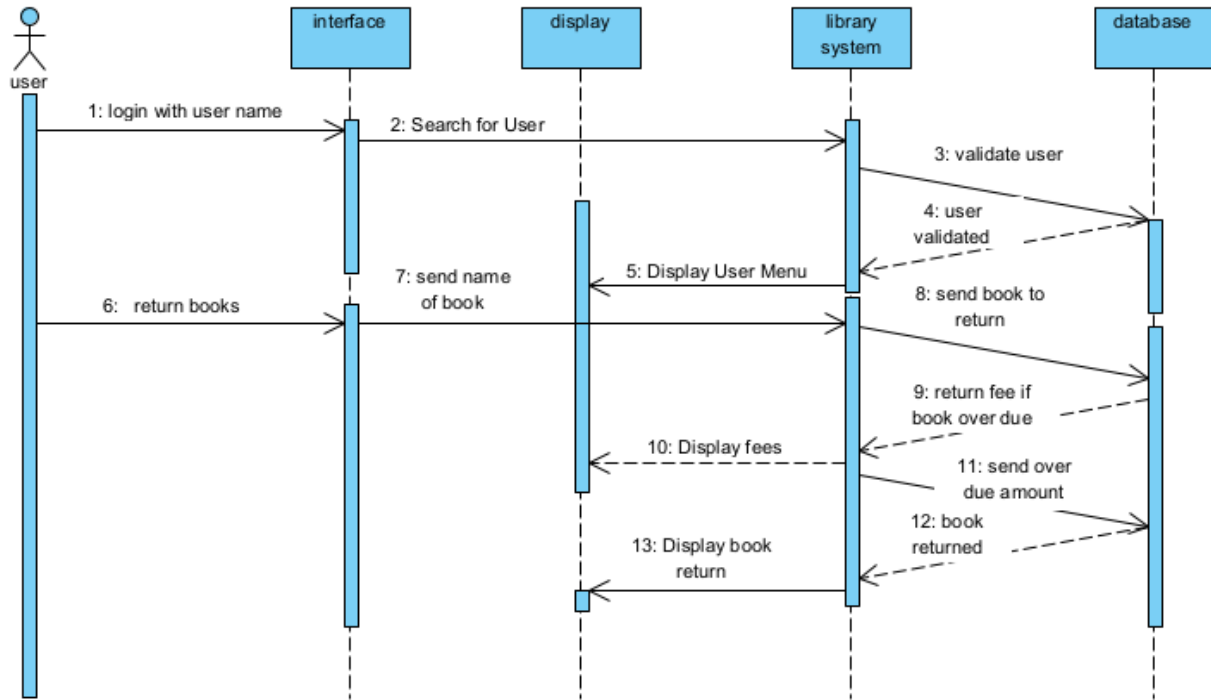 interface
display
library
system
database
user
1: login with user name
2: Search for User
3: validate user
4: user
validated
5: Display User Menu
6: return books
7: send name
of book
8: send book to
return
9: return fee if
book over due
10: Display fees
11: send over
due amount
12: book
returned
13: Display book
return